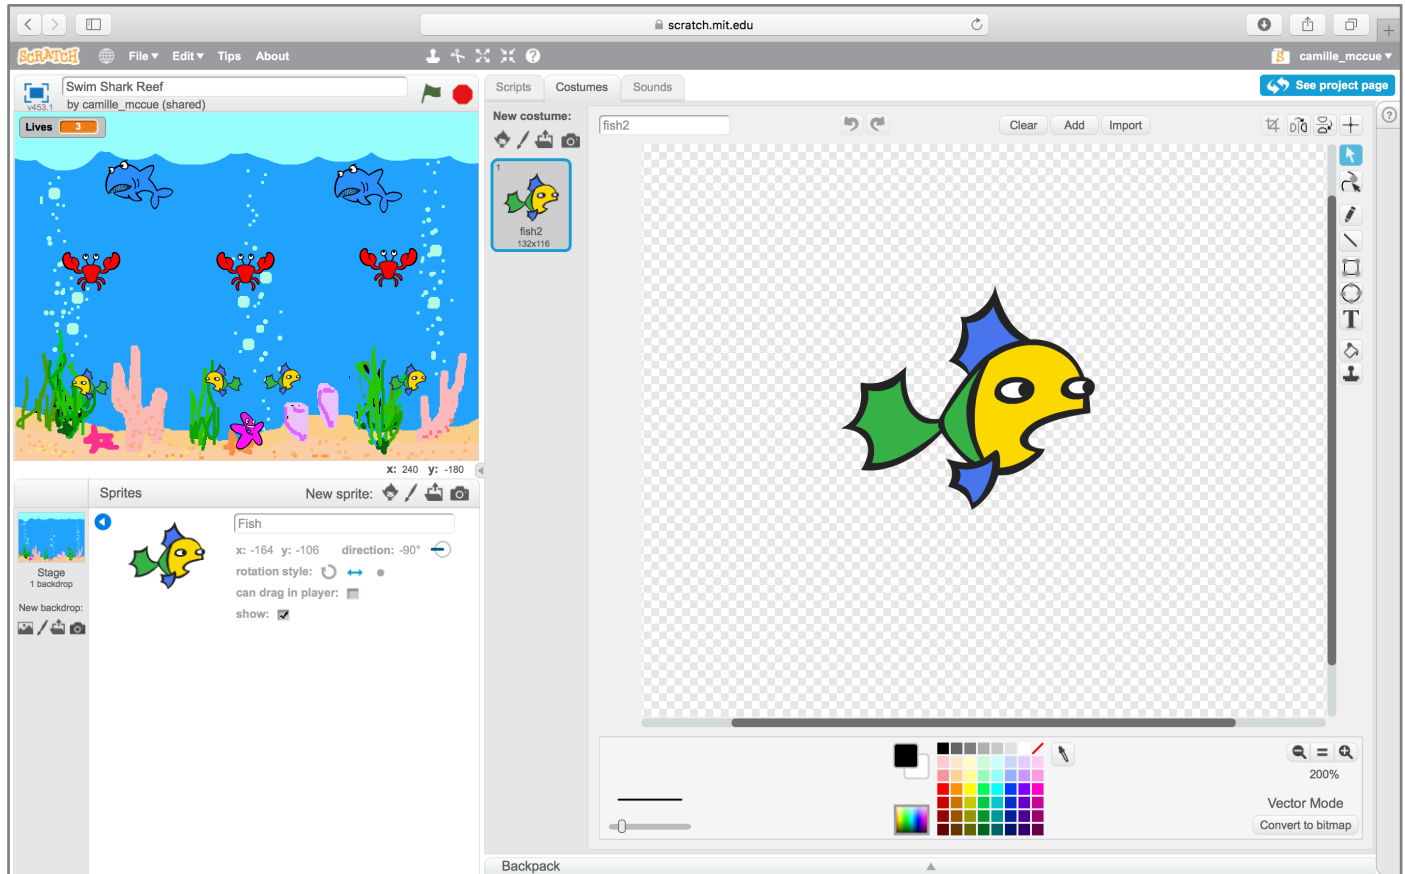 scratch.mit.edu
SCRATCH
File Edit Tips About
camille_mccue
v453.1
Swim Shark Reef
by camille_mccue (shared)
Scripts
Costumes
Sounds
See project page
Lives 3
New costume:
1
fish2
132x116
fish2
Clear
Add
Import
T
x: 240 y: -180
Sprites
New sprite:
Stage
1 backdrop
New backdrop:
Fish
x: -164 y: -106 direction: -90°
rotation style:
can drag in player:
show:
200%
Vector Mode
Convert to bitmap
Backpack